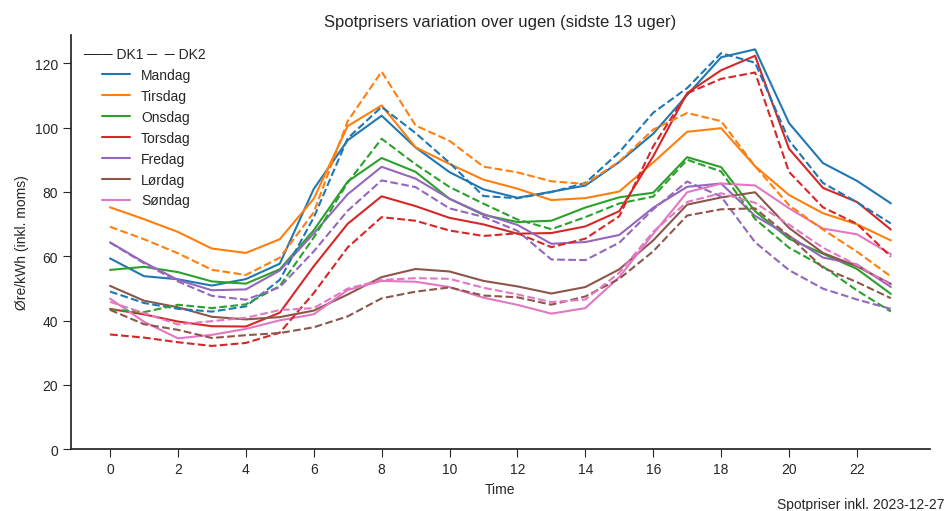 Spotprisers variation over ugen (sidste 13 uger)
DK1 DK2
Mandag
Tirsdag
Onsdag
Torsdag
Fredag
Lørdag
Søndag
Øre/kWh (inkl. moms)
120
100
80
60
40
20
0
0 2 4 6 8 10 12 14 16 18 20 22
Time
Spotpriser inkl. 2023-12-27